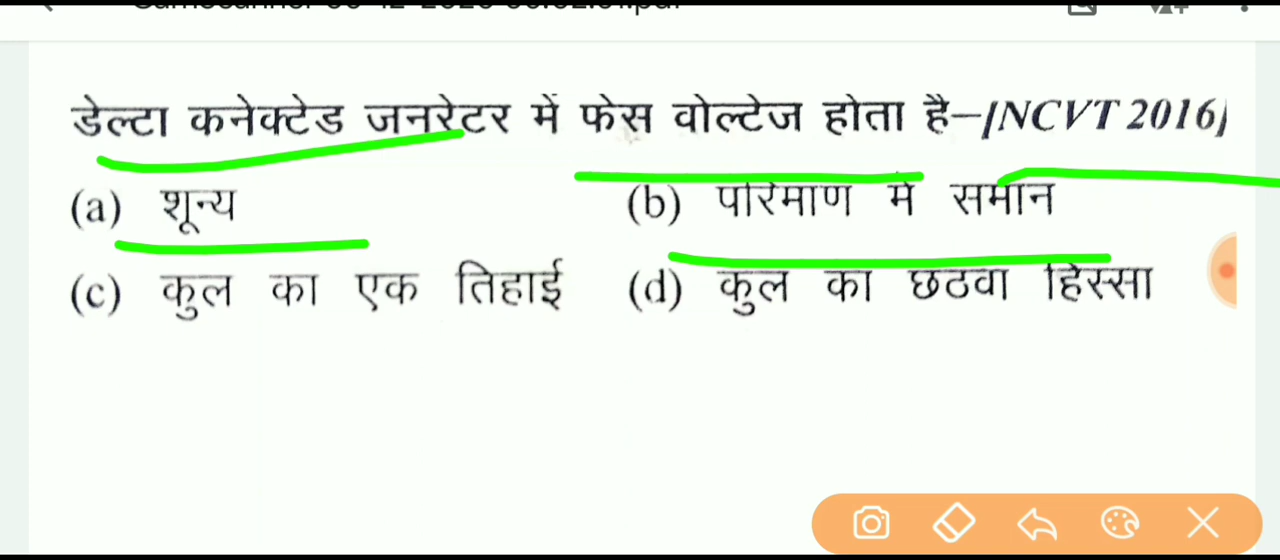 डेल्टा कनेक्टेड जनरेटर में फेस वोल्टेज होता है–[NCVT 2016]
(a) शून्य (b) परिमाण में समान
(c) कुल का एक तिहाई (d) कुल का छठवा हिस्सा